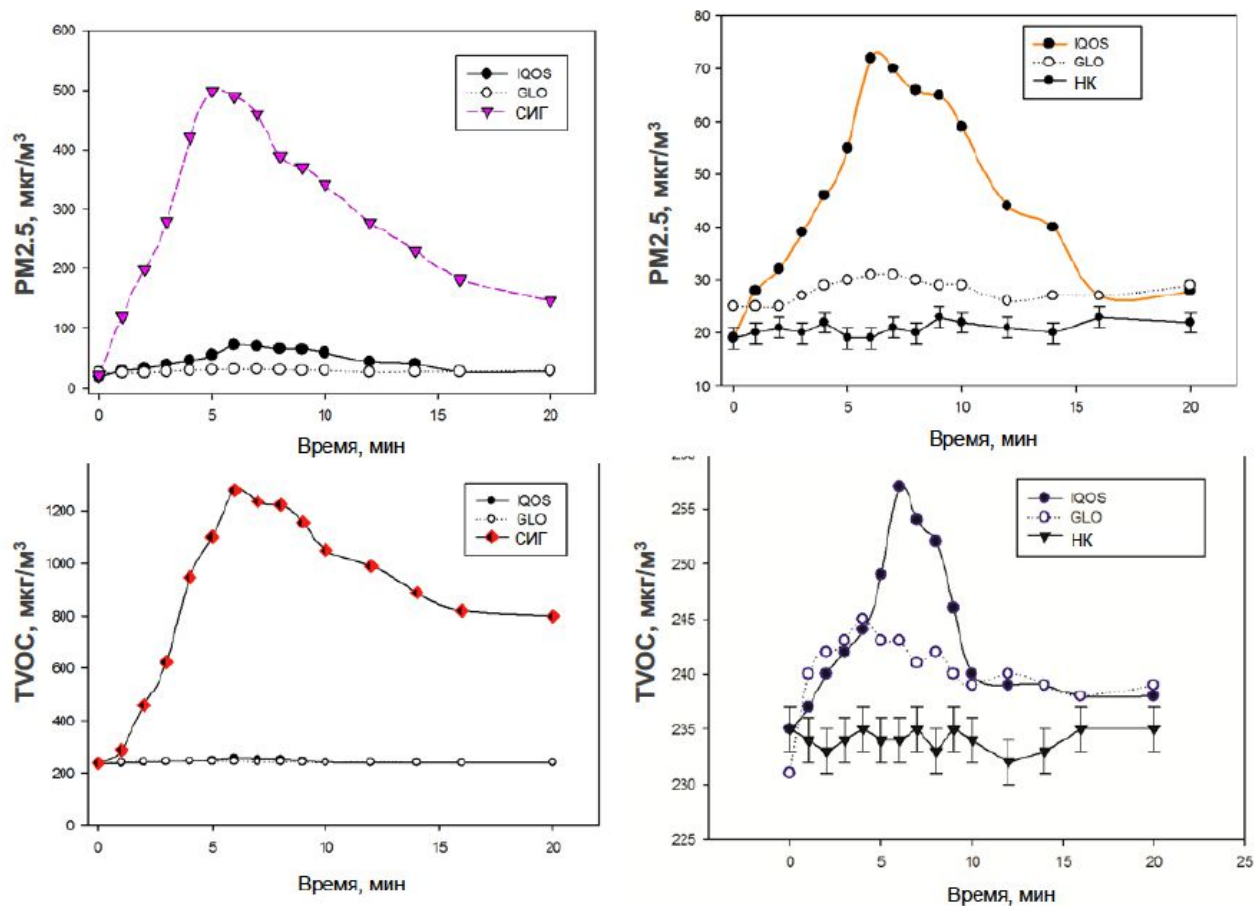 600
500
400
300
200
100
0
PM2.5, мкг/м³
IQOS
GLO
СИГ
0 5 10 15 20
Время, мин
80
70
60
50
40
30
20
10
PM2.5, мкг/м³
IQOS
GLO
НК
0 5 10 15 20
Время, мин
1200
1000
800
600
400
200
0
TVOC, мкг/м³
IQOS
GLO
СИГ
0 5 10 15 20
Время, мин
255
250
245
240
235
230
225
TVOC, мкг/м³
IQOS
GLO
НК
0 5 10 15 20 25
Время, мин